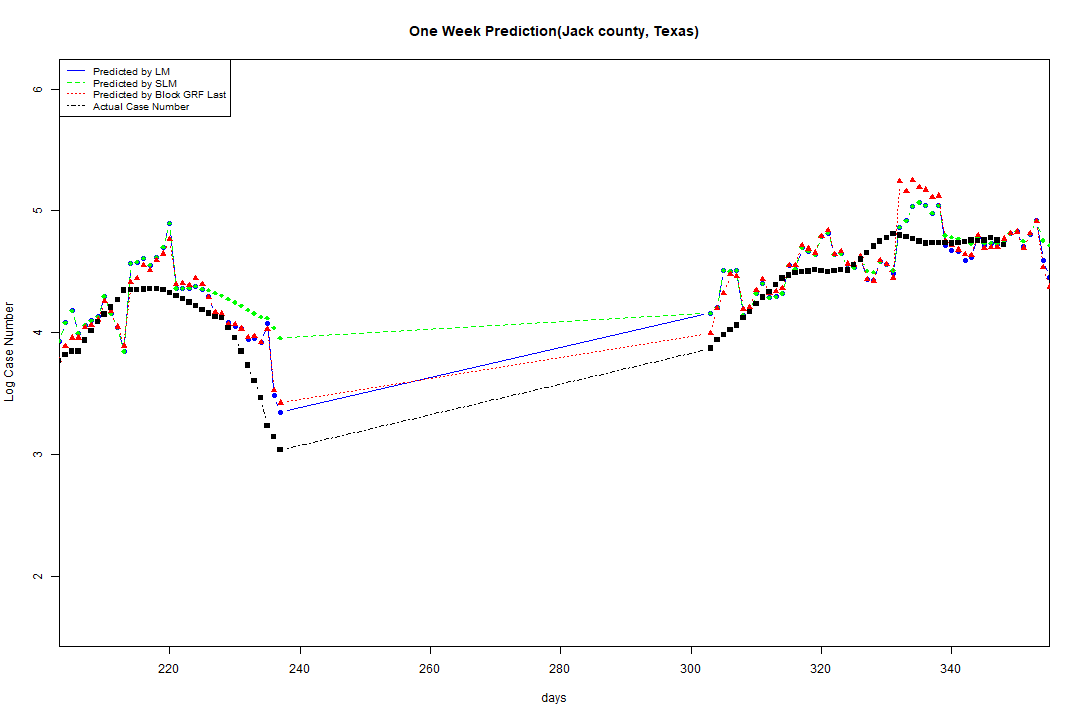 One Week Prediction(Jack county, Texas)
Predicted by LM
Predicted by SLM
Predicted by Block GRF Last
Actual Case Number
6
5
4
3
2
Log Case Number
220
240
260
280
300
320
340
days